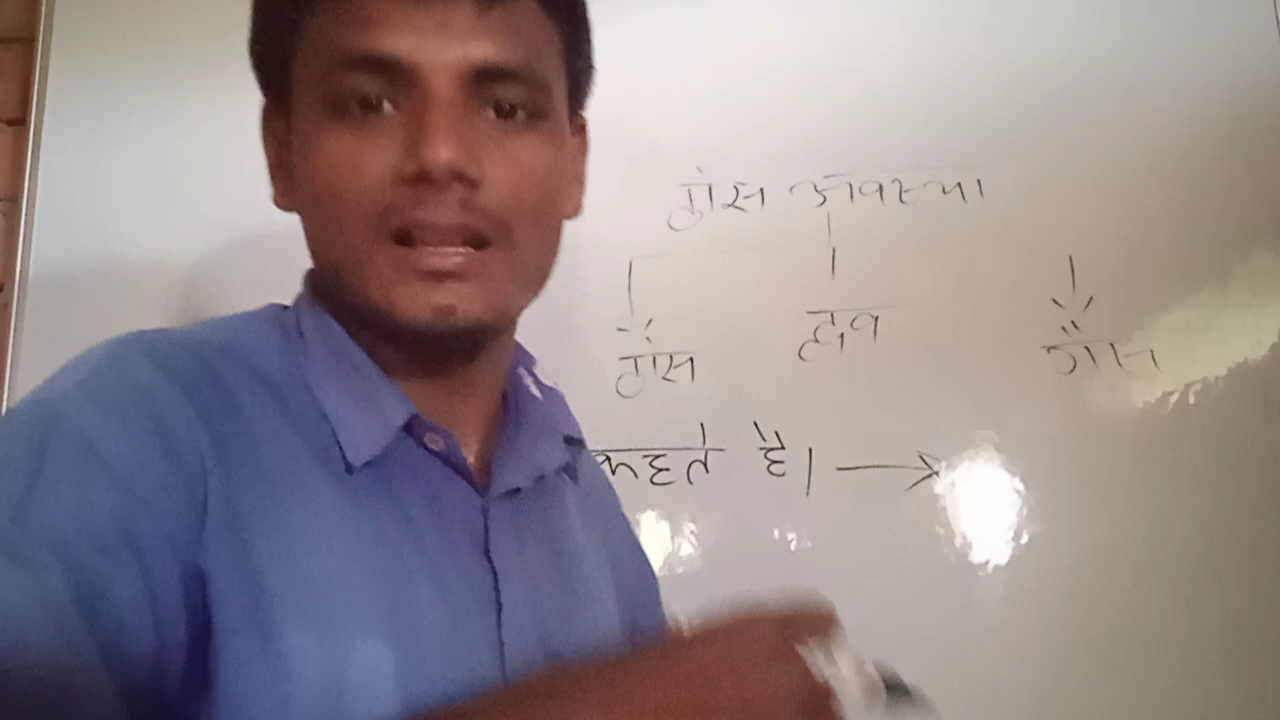 ठोस अवस्था
ठोस द्रव गैस
कहते है। →